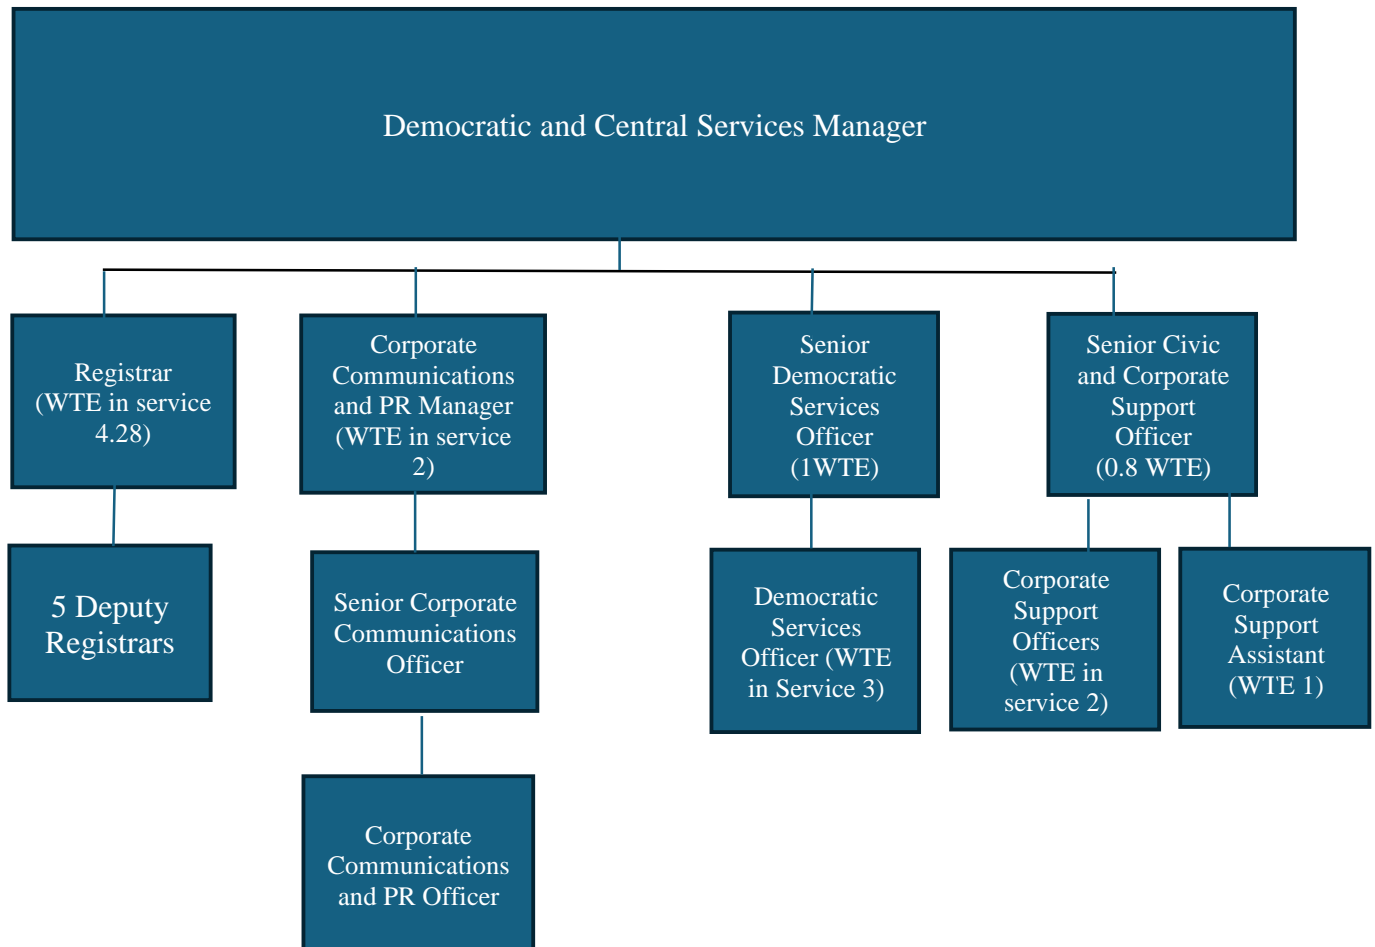 Democratic and Central Services Manager
Registrar
(WTE in service
4.28)
Corporate
Communications
and PR Manager
(WTE in service
2)
Senior
Democratic
Services
Officer
(1WTE)
Senior Civic
and Corporate
Support
Officer
(0.8 WTE)
5 Deputy
Registrars
Senior Corporate
Communications
Officer
Democratic
Services
Officer (WTE
in Service 3)
Corporate
Support
Officers
(WTE in
service 2)
Corporate
Support
Assistant
(WTE 1)
Corporate
Communications
and PR Officer